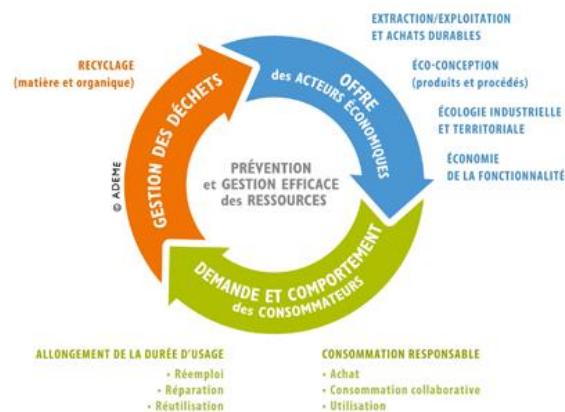 EXTRACTION/EXPLOITATION
ET ACHATS DURABLES
RECYCLAGE
(matière et organique)
ÉCO-CONCEPTION
(produits et procédés)
ÉCOLOGIE INDUSTRIELLE
ET TERRITORIALE
ÉCONOMIE
DE LA FONCTIONNALITÉ
OFFRE
des ACTEURS ÉCONOMIQUES
GESTION DES DÉCHETS
PRÉVENTION
et GESTION EFFICACE
des RESSOURCES
© ADEME
DEMANDE ET COMPORTEMENT
des CONSOMMATEURS
ALLONGEMENT DE LA DURÉE D'USAGE
• Réemploi
• Réparation
• Réutilisation
CONSOMMATION RESPONSABLE
• Achat
• Consommation collaborative
• Utilisation